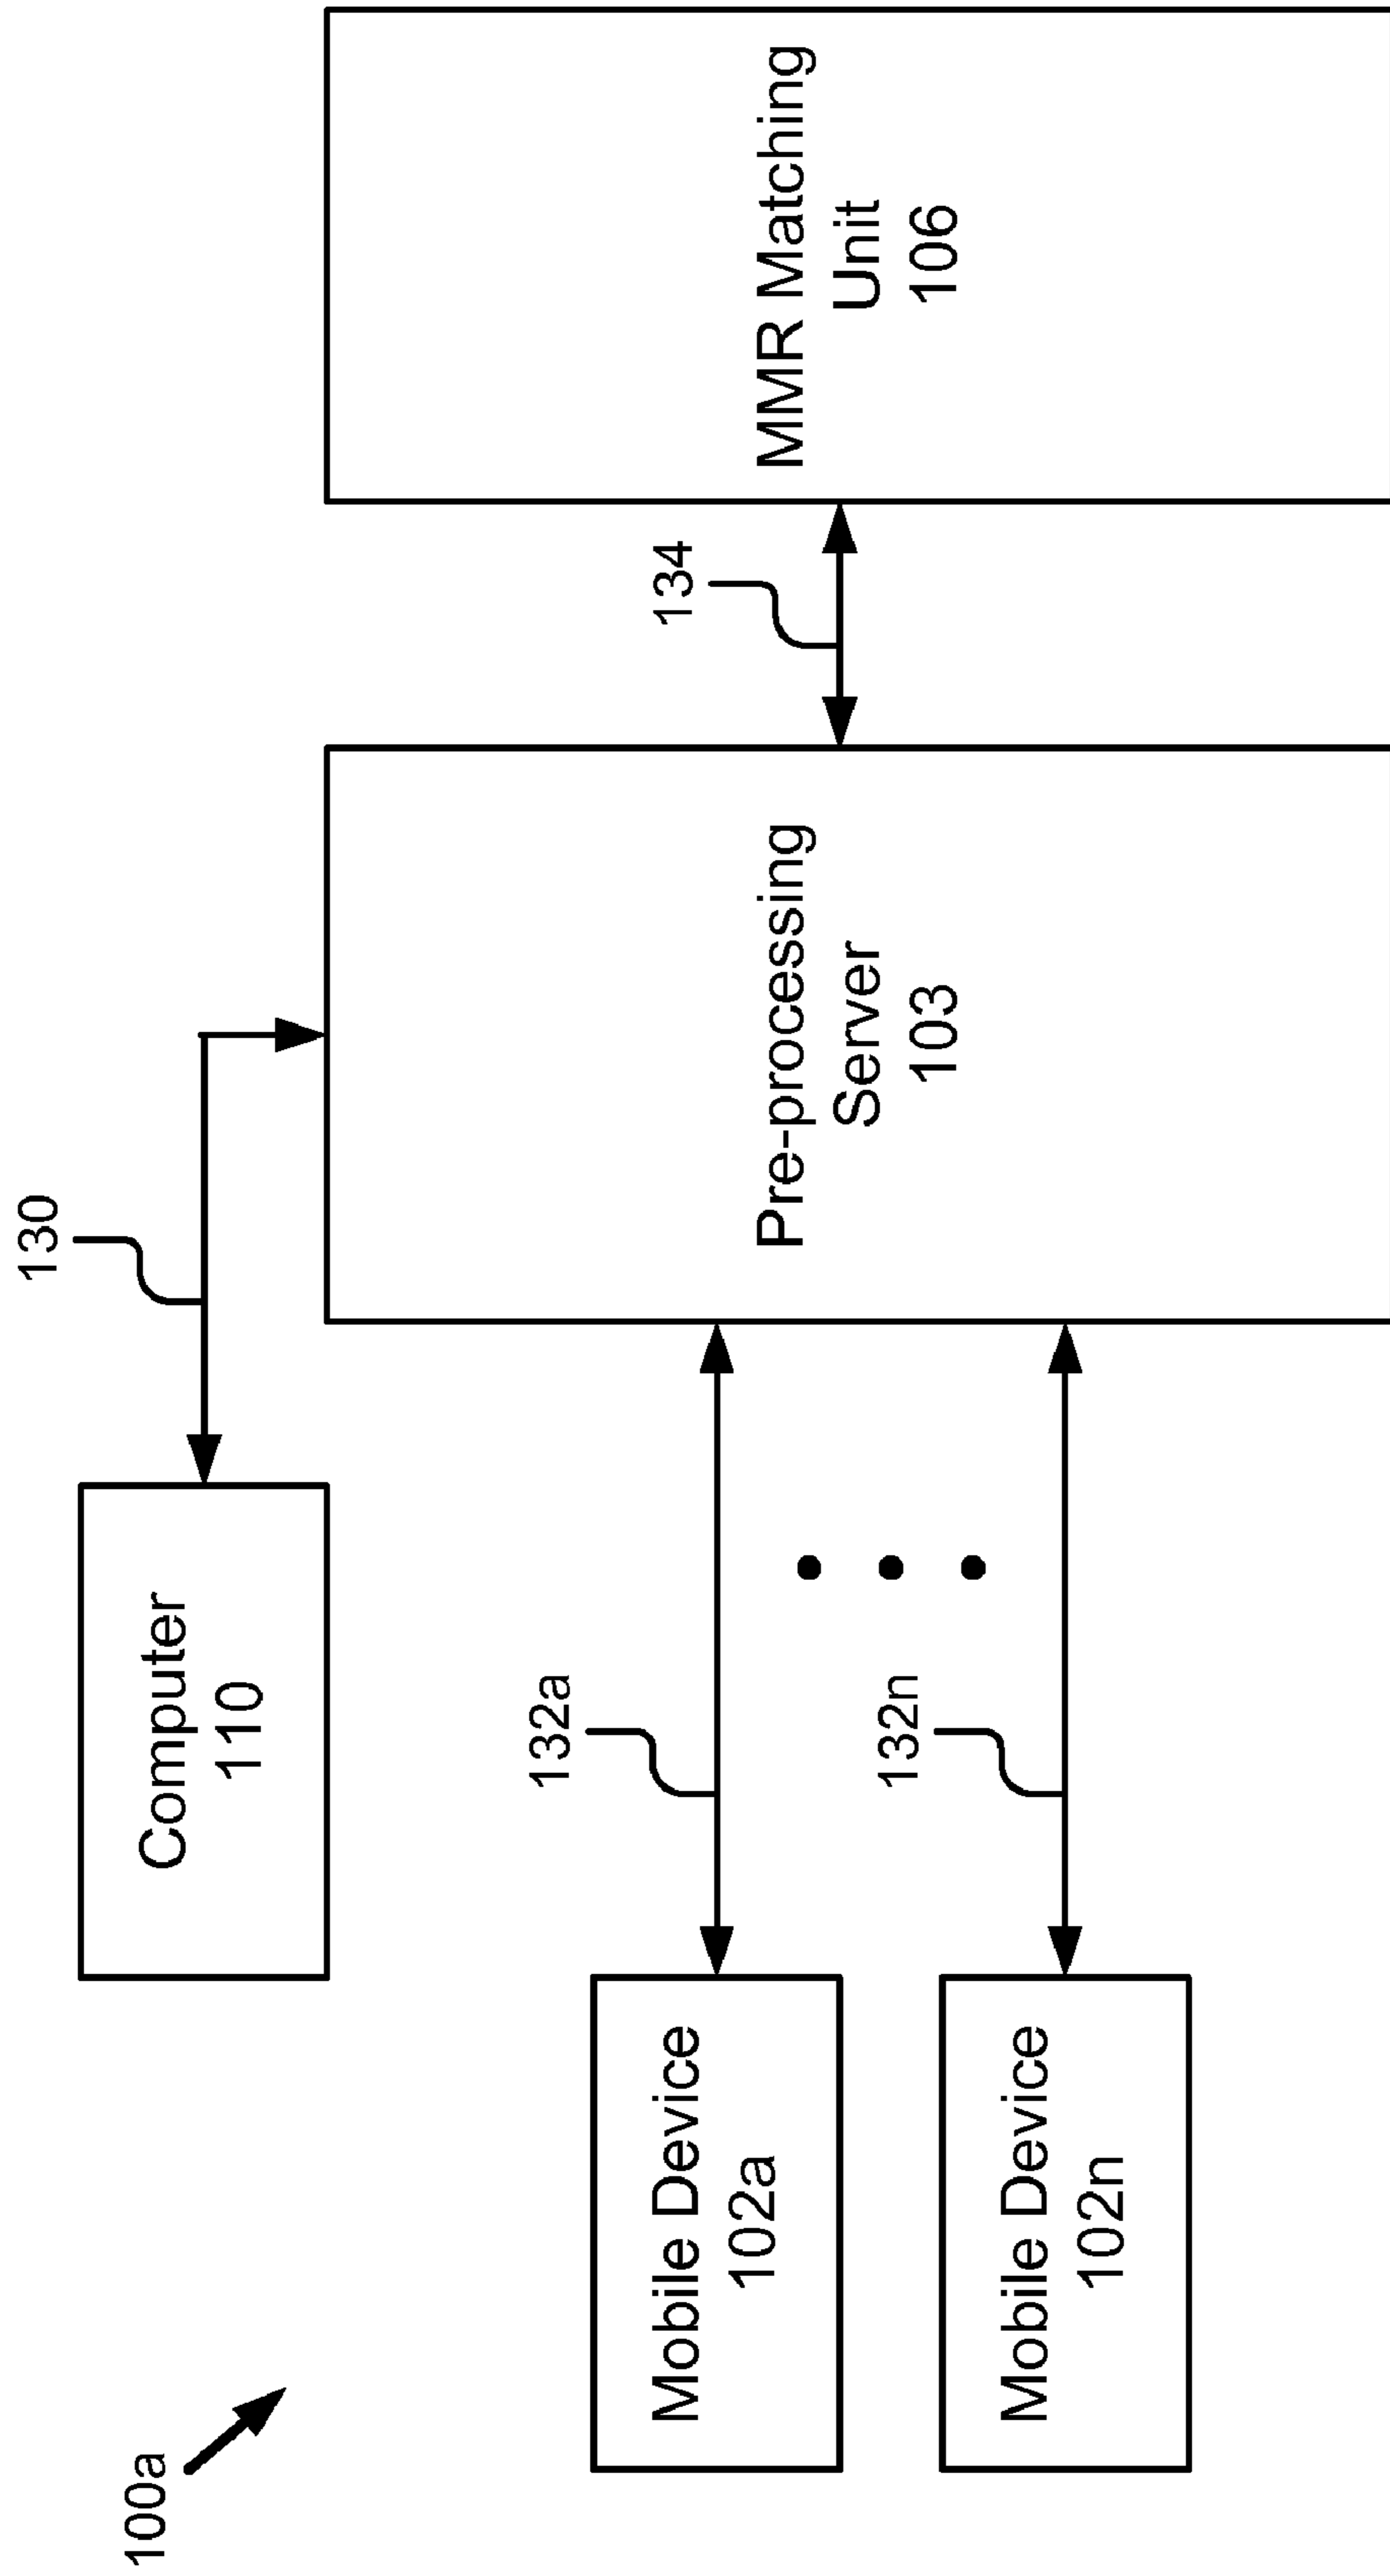 100a
130
Computer
110
134
Pre-processing
Server
103
MMR Matching
Unit
106
132a
Mobile Device
102a
132n
Mobile Device
102n